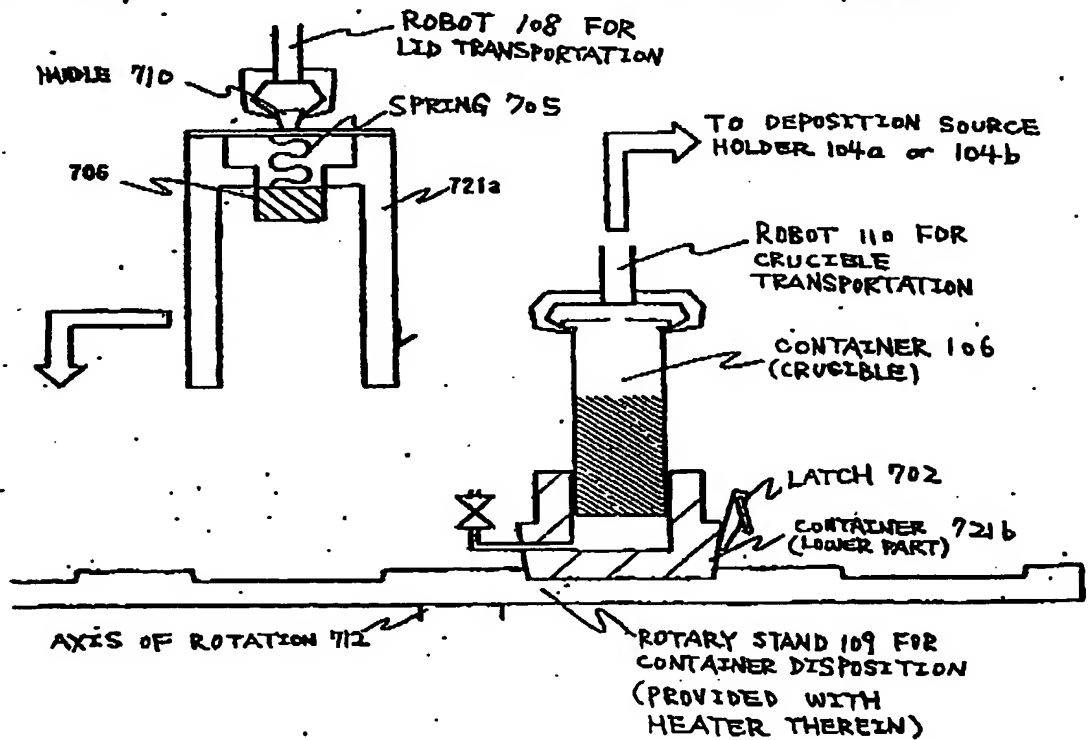 ROBOT 108 FOR
LID TRANSPORTATION
HANDLE 710
SPRING 705
706
721a
TO DEPOSITION SOURCE
HOLDER 104a or 104b
ROBOT 110 FOR
CRUCIBLE
TRANSPORTATION
CONTAINER 106
(CRUCIBLE)
LATCH 702
CONTAINER 721b
(LOWER PART)
AXIS OF ROTATION 712
ROTARY STAND 109 FOR
CONTAINER DISPOSITION
(PROVIDED WITH
HEATER THEREIN)